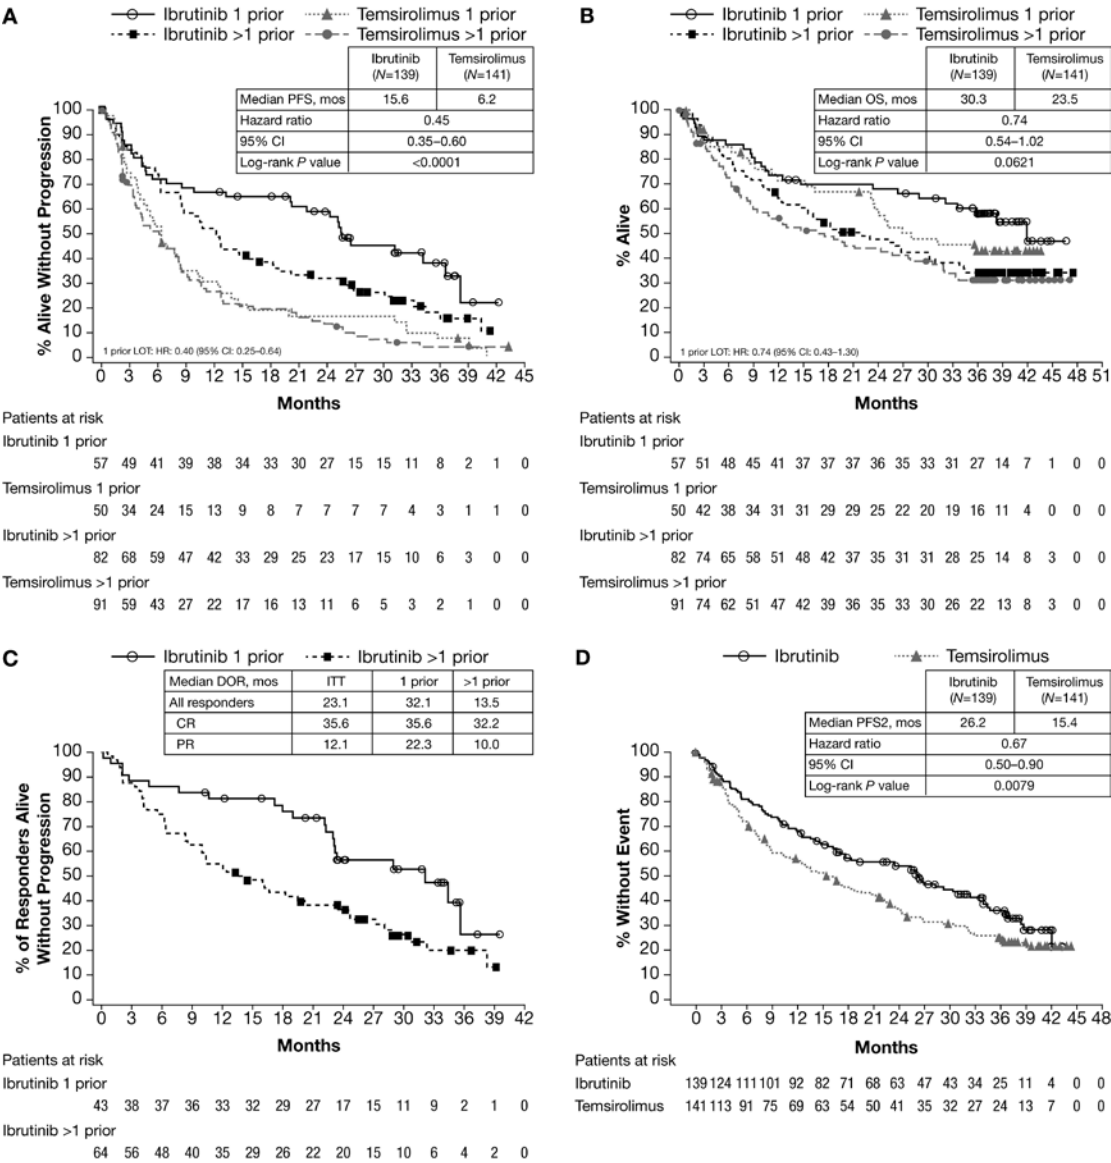 A
Ibrutinib 1 prior
Temsirolimus 1 prior
Ibrutinib >1 prior
Temsirolimus >1 prior
Ibrutinib (N=139)
Temsirolimus (N=141)
Median PFS, mos 15.6 6.2
Hazard ratio 0.45
95% CI 0.35–0.60
Log-rank P value <0.0001
% Alive Without Progression
100
90
80
70
60
50
40
30
20
10
0
1 prior LOT: HR: 0.40 (95% CI: 0.25–0.64)
0 3 6 9 12 15 18 21 24 27 30 33 36 39 42 45
Months
Patients at risk
Ibrutinib 1 prior
57 49 41 39 38 34 33 30 27 15 15 11 8 2 1 0
Temsirolimus 1 prior
50 34 24 15 13 9 8 7 7 7 7 4 3 1 1 0
Ibrutinib >1 prior
82 68 59 47 42 33 29 25 23 17 15 10 6 3 0 0
Temsirolimus >1 prior
91 59 43 27 22 17 16 13 11 6 5 3 2 1 0 0
B
Ibrutinib 1 prior
Temsirolimus 1 prior
Ibrutinib >1 prior
Temsirolimus >1 prior
Ibrutinib (N=139)
Temsirolimus (N=141)
Median OS, mos 30.3 23.5
Hazard ratio 0.74
95% CI 0.54–1.02
Log-rank P value 0.0621
% Alive
100
90
80
70
60
50
40
30
20
10
0
1 prior LOT: HR: 0.74 (95% CI: 0.43–1.30)
0 3 6 9 12 15 18 21 24 27 30 33 36 39 42 45 48 51
Months
Patients at risk
Ibrutinib 1 prior
57 51 48 45 41 37 37 37 36 35 33 31 27 14 7 1 0 0
Temsirolimus 1 prior
50 42 38 34 31 31 29 29 25 22 20 19 16 11 4 0 0 0
Ibrutinib >1 prior
82 74 65 58 51 48 42 37 35 31 31 28 25 14 8 3 0 0
Temsirolimus >1 prior
91 74 62 51 47 42 39 36 35 33 30 26 22 13 8 3 0 0
C
Ibrutinib 1 prior
Ibrutinib >1 prior
Median DOR, mos ITT 1 prior >1 prior
All responders 23.1 32.1 13.5
CR 35.6 35.6 32.2
PR 12.1 22.3 10.0
% of Responders Alive
Without Progression
100
90
80
70
60
50
40
30
20
10
0
0 3 6 9 12 15 18 21 24 27 30 33 36 39 42
Months
Patients at risk
Ibrutinib 1 prior
43 38 37 36 33 32 29 27 17 15 11 9 2 1 0
Ibrutinib >1 prior
64 56 48 40 35 29 26 22 20 15 10 6 4 2 0
D
Ibrutinib
Temsirolimus
Ibrutinib (N=139)
Temsirolimus (N=141)
Median PFS2, mos 26.2 15.4
Hazard ratio 0.67
95% CI 0.50–0.90
Log-rank P value 0.0079
% Without Event
100
90
80
70
60
50
40
30
20
10
0
0 3 6 9 12 15 18 21 24 27 30 33 36 39 42 45 48
Months
Patients at risk
Ibrutinib 139 124 111 101 92 82 71 68 63 47 43 34 25 11 4 0 0
Temsirolimus 141 113 91 75 69 63 54 50 41 35 32 27 24 13 7 0 0